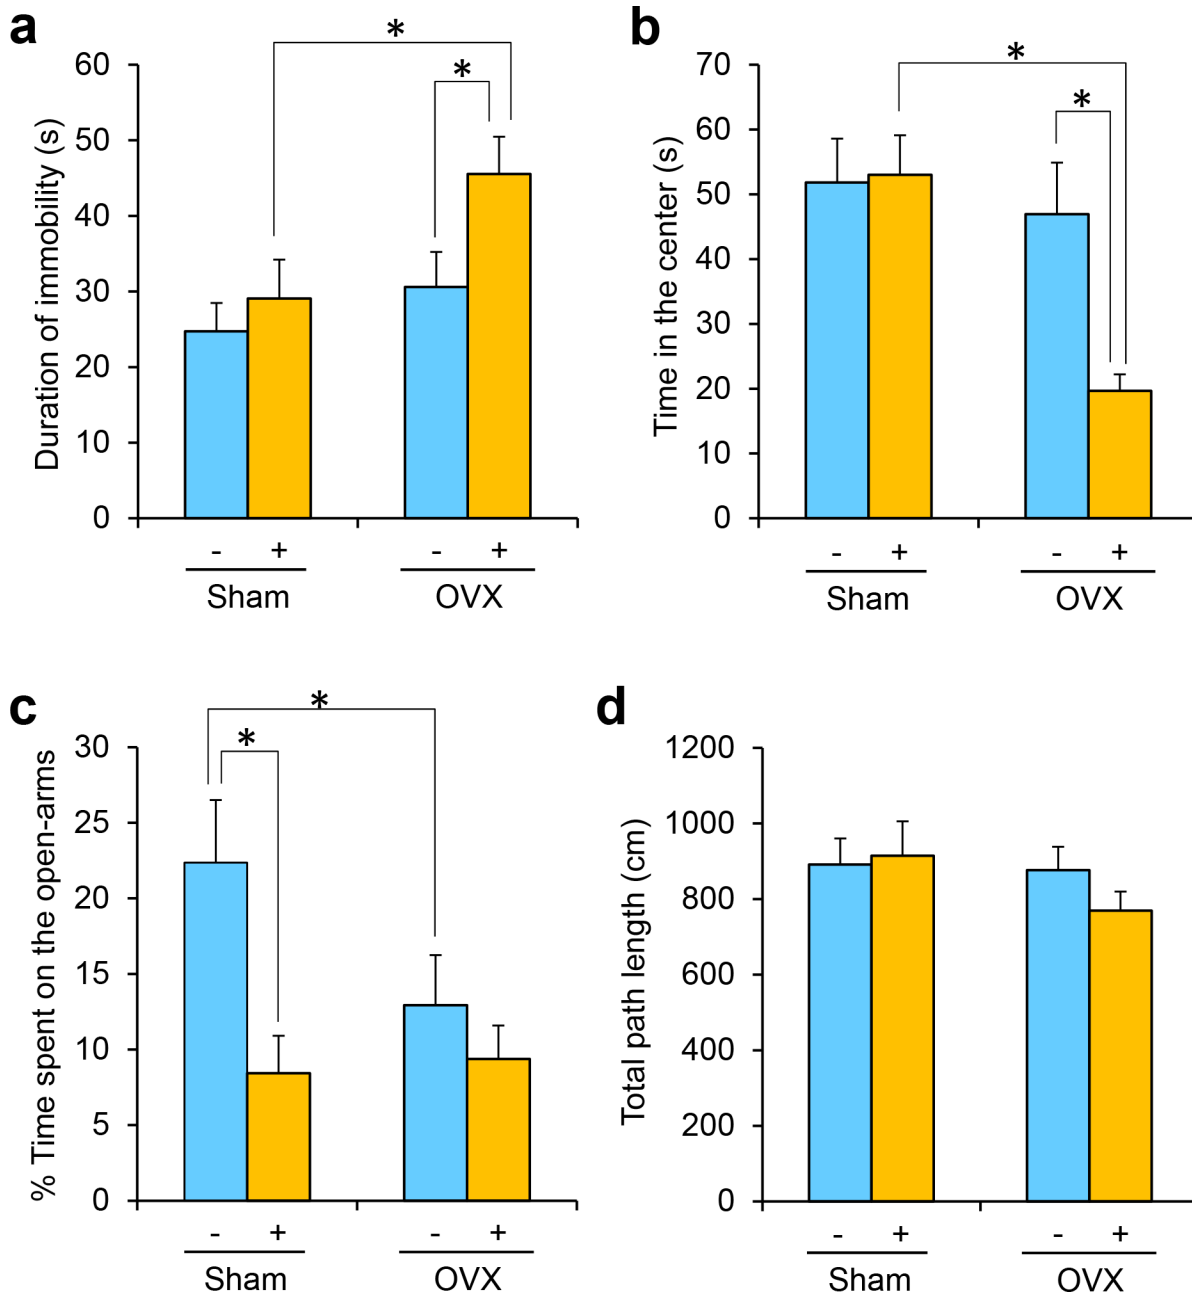 a
*
*
60
50
40
30
20
10
0
Duration of immobility (s)
- + - +
Sham OVX
b
*
*
70
60
50
40
30
20
10
0
Time in the center (s)
- + - +
Sham OVX
c
*
*
30
25
20
15
10
5
0
% Time spent on the open-arms
- + - +
Sham OVX
d
1200
1000
800
600
400
200
0
Total path length (cm)
- + - +
Sham OVX